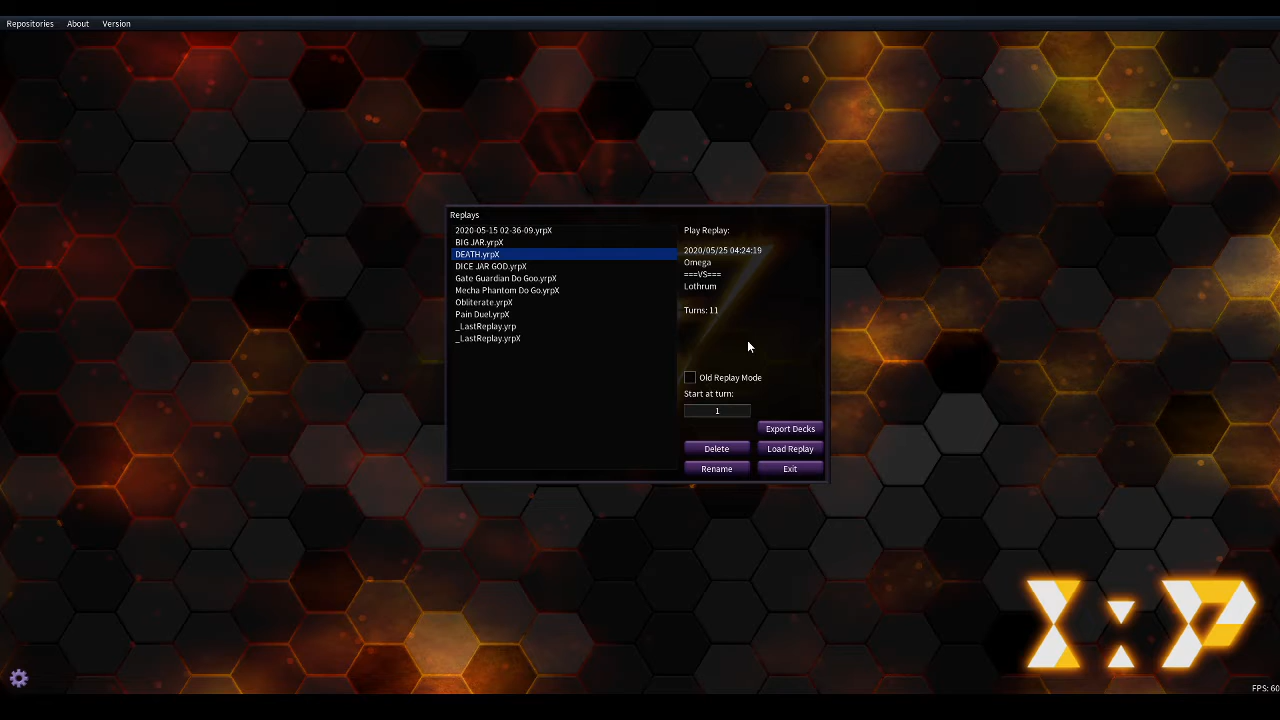 Repositories About Version
Replays
2020-05-15 02-36-09.yrpX
BIG JAR.yrpX
DEATH.yrpX
DICE JAR GOD.yrpX
Gate Guardian Do Goo.yrpX
Mecha Phantom Do Go.yrpX
Obliterate.yrpX
Pain Duel.yrpX
_LastReplay.yrp
_LastReplay.yrpX
Play Replay:
2020/05/25 04:24:19
Omega
===VS===
Lothrum
Turns: 11
Old Replay Mode
Start at turn:
1
Export Decks
Delete Load Replay
Rename Exit
X:P
FPS: 60